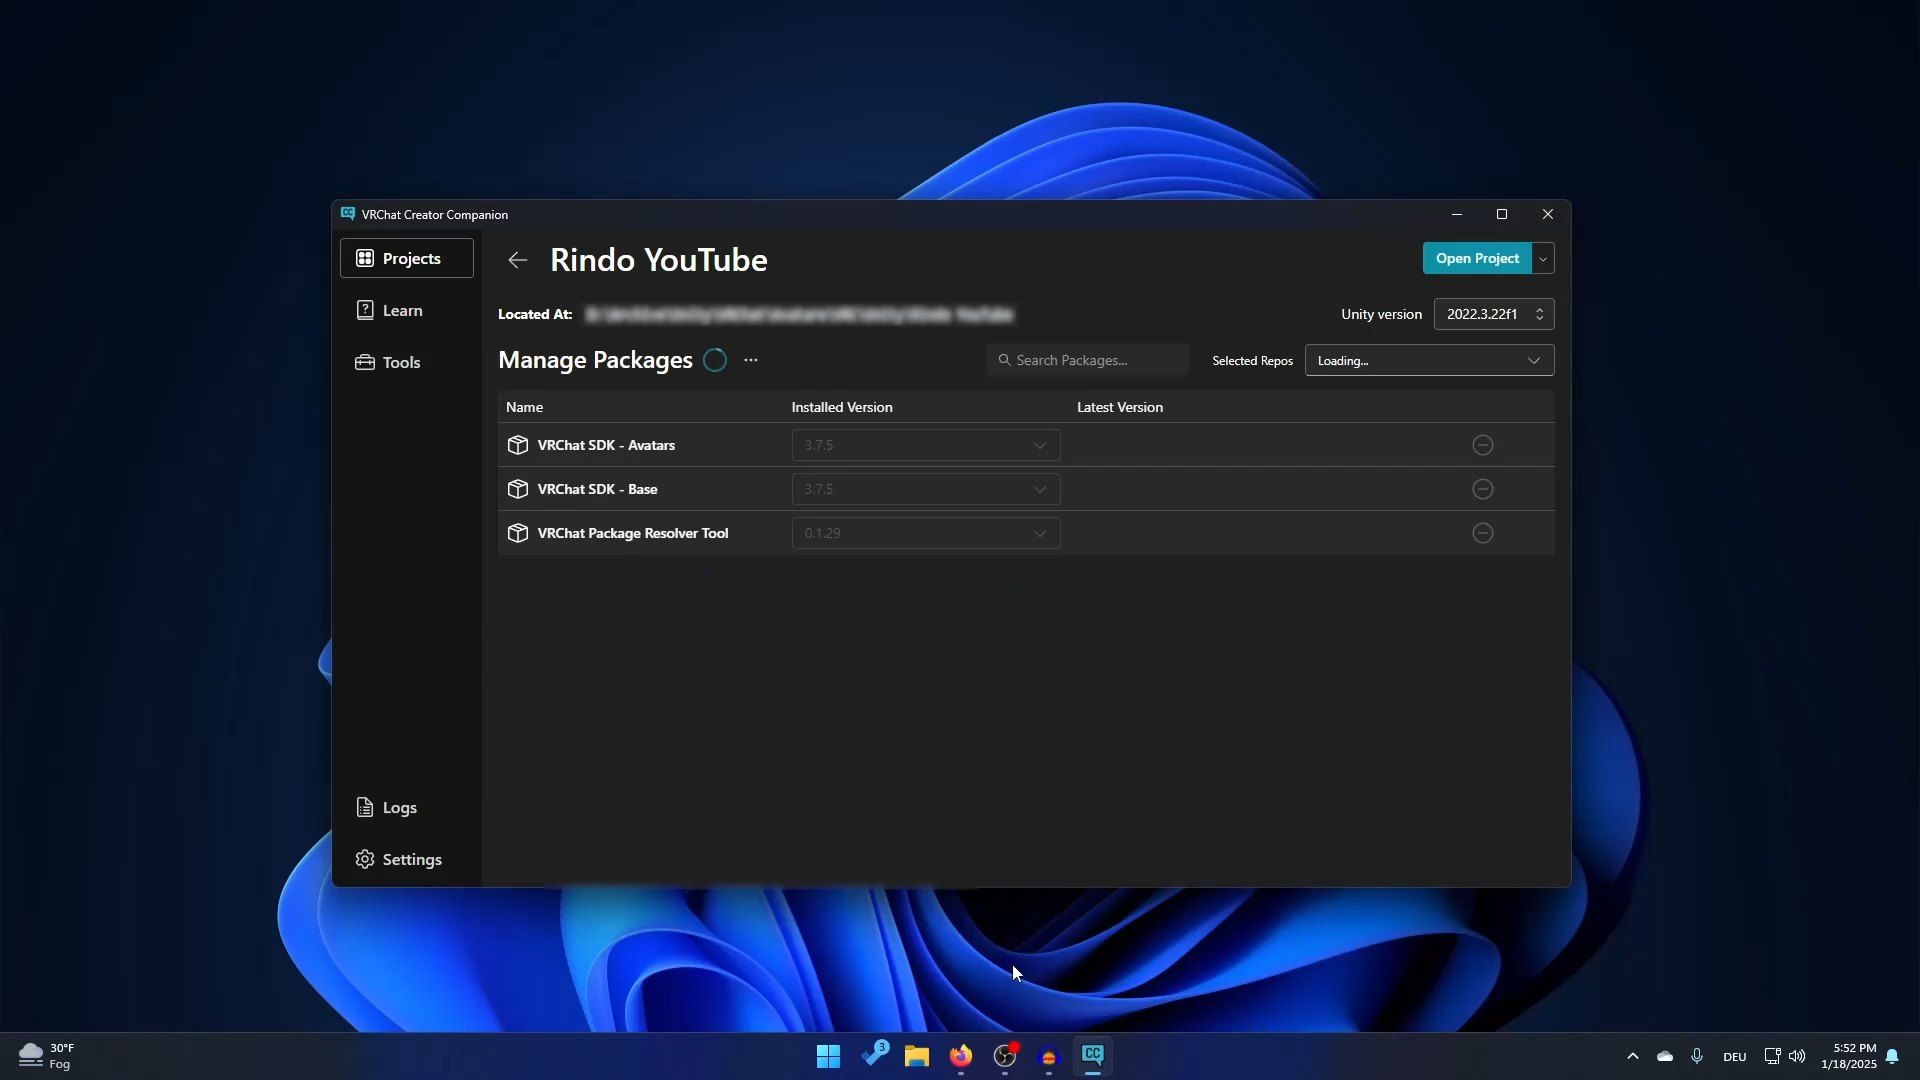 VRChat Creator Companion
Projects
Learn
Tools
Logs
Settings
Rindo YouTube
Open Project
Located At:
Unity version
2022.3.22f1
Manage Packages
Search Packages...
Selected Repos
Loading...
Name Installed Version Latest Version
VRChat SDK - Avatars 3.7.5
VRChat SDK - Base 3.7.5
VRChat Package Resolver Tool 0.1.29
30°F
Fog
3
CC
DEU
5:52 PM
1/18/2025